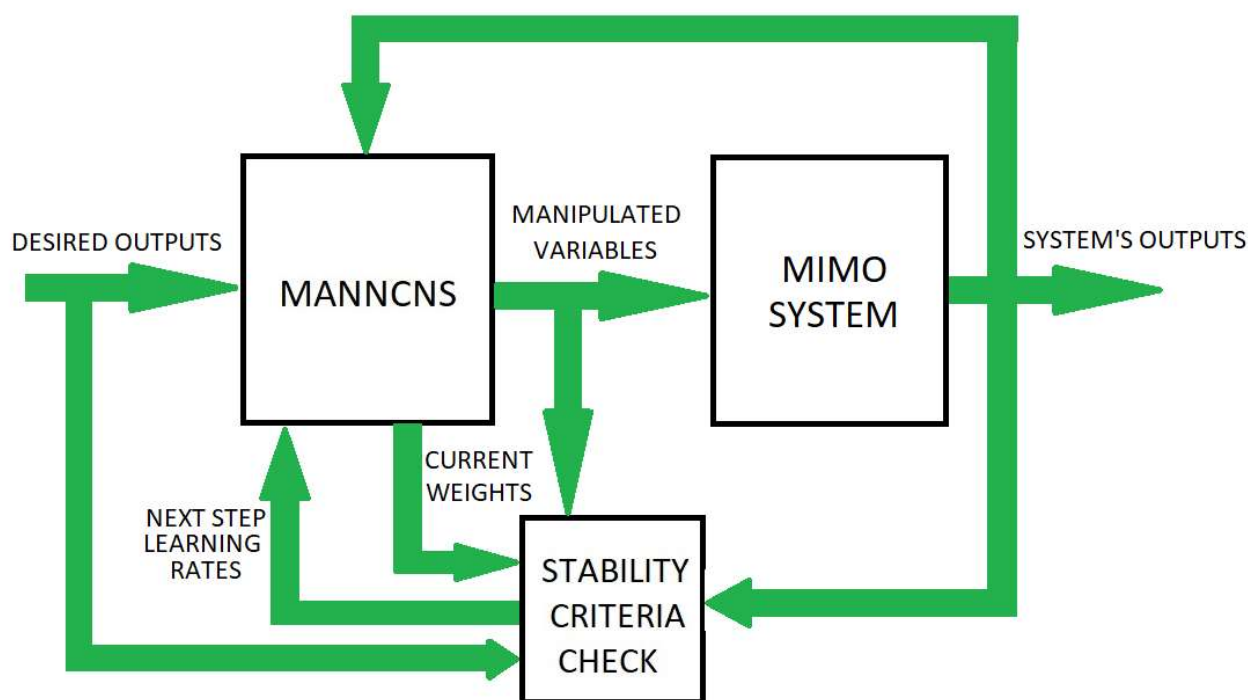 DESIRED OUTPUTS
MANNCNS
MANIPULATED
VARIABLES
MIMO
SYSTEM
SYSTEM'S OUTPUTS
CURRENT
WEIGHTS
NEXT STEP
LEARNING
RATES
STABILITY
CRITERIA
CHECK